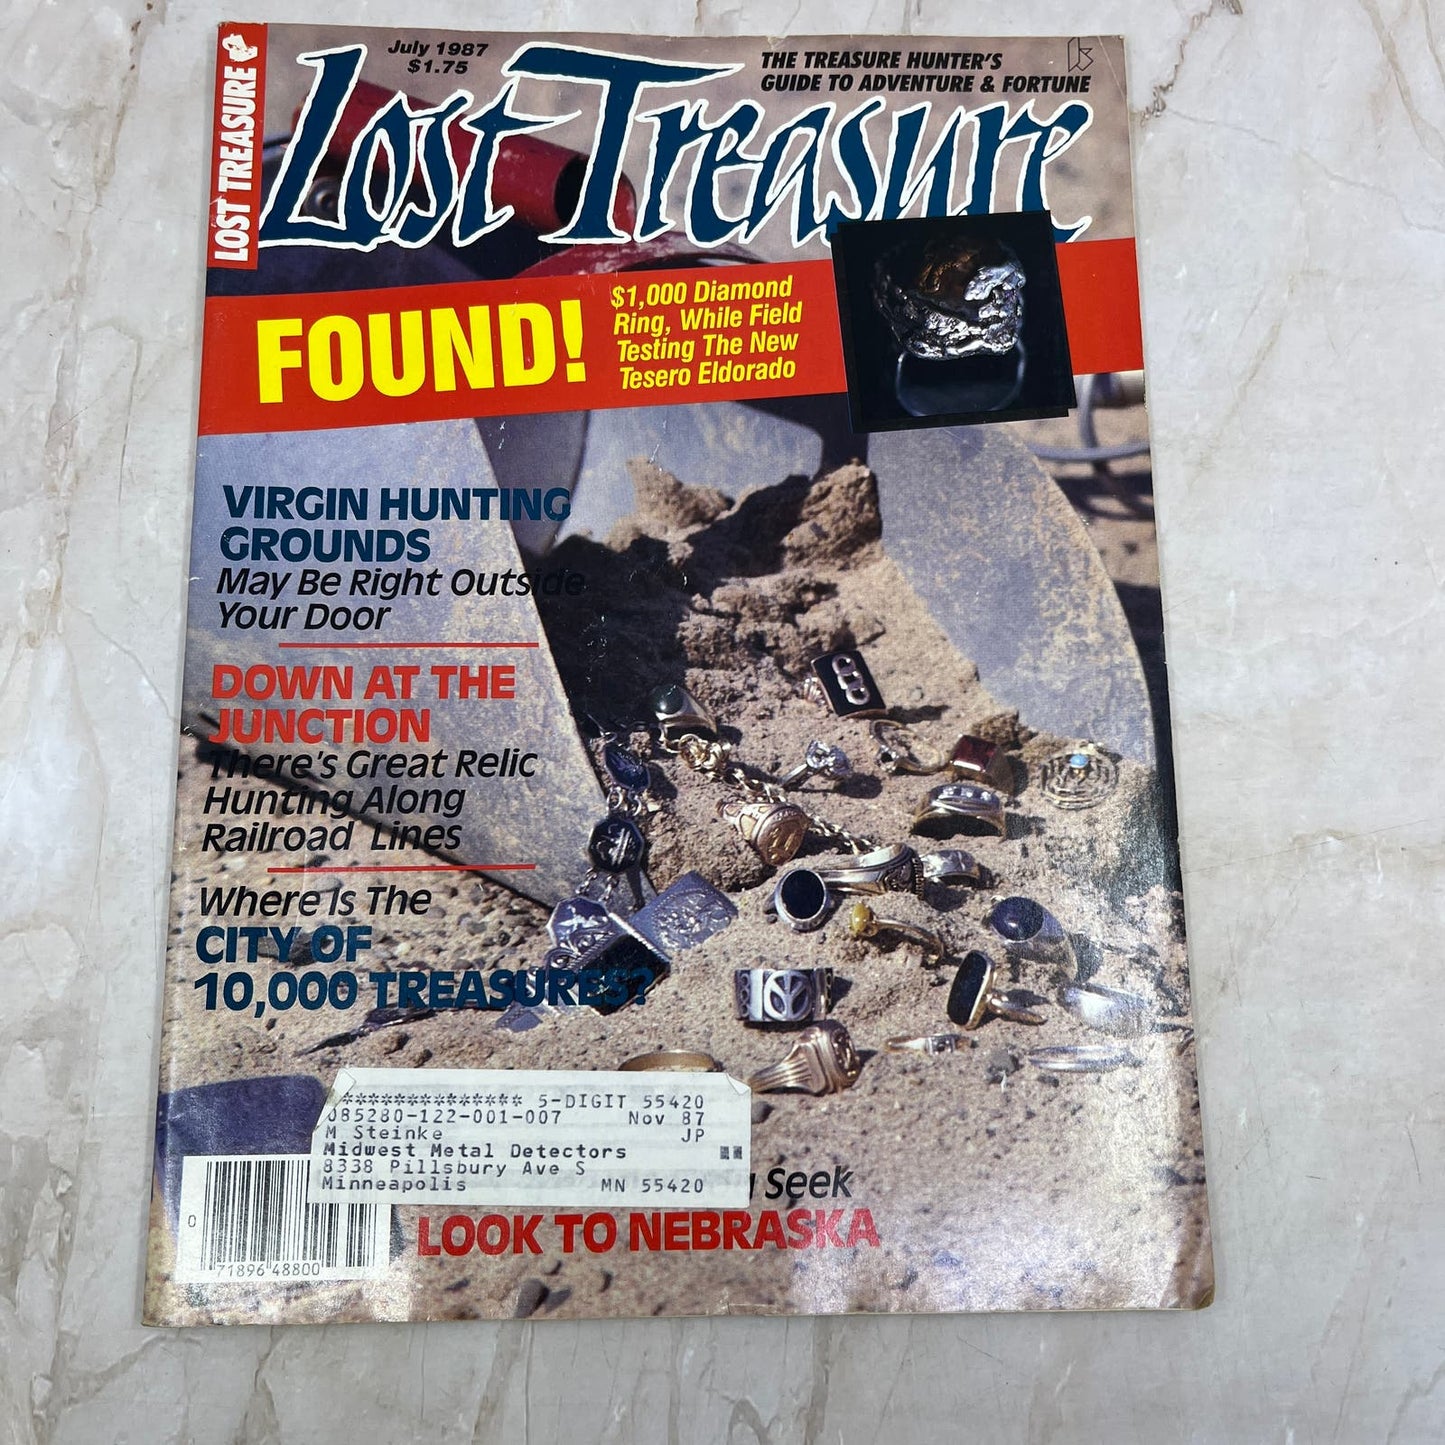 LOST TREASURE
July 1987
$1.75
THE TREASURE HUNTER'S
GUIDE TO ADVENTURE & FORTUNE
Lost Treasure
FOUND!
$1,000 Diamond
Ring, While Field
Testing The New
Tesero Eldorado
VIRGIN HUNTING
GROUNDS
May Be Right Outside
Your Door
DOWN AT THE
JUNCTION
There's Great Relic
Hunting Along
Railroad Lines
Where Is The
CITY OF
10,000 TREASURES?
************** 5-DIGIT 55420
085280-122-001-007 Nov 87
M Steinke JP
Midwest Metal Detectors
8338 Pillsbury Ave S
Minneapolis MN 55420
Seek
LOOK TO NEBRASKA
0 71896 48800